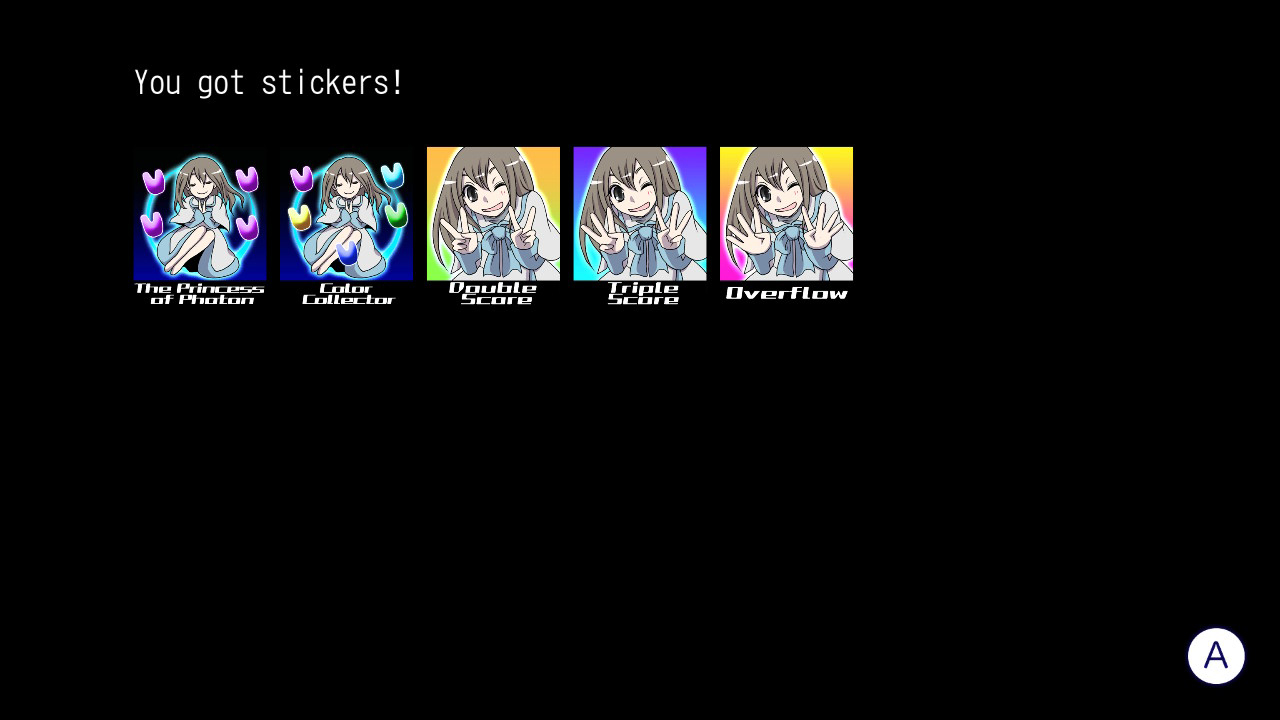 You got stickers!
The Princess
of Photon
Color
Collector
Double
Score
Triple
Score
Overflow
A